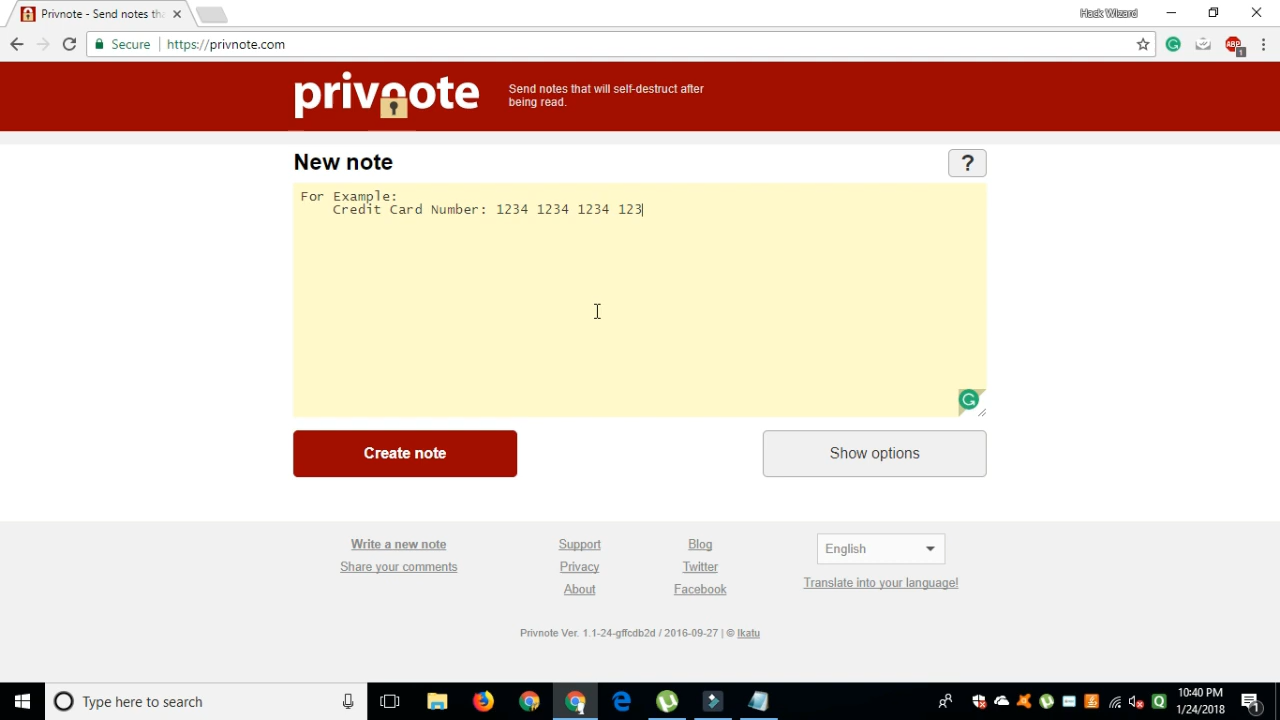 Privnote - Send notes th
Hack Wizard
Secure
https://privnote.com
ABP
1
privnote
Send notes that will self-destruct after
being read.
New note
?
For Example:
Credit Card Number: 1234 1234 1234 123
Create note
Show options
Write a new note
Share your comments
Support
Privacy
About
Blog
Twitter
Facebook
English
Translate into your language!
Privnote Ver. 1.1-24-gffcdb2d / 2016-09-27 | © Ikatu
Type here to search
10:40 PM
1/24/2018
1